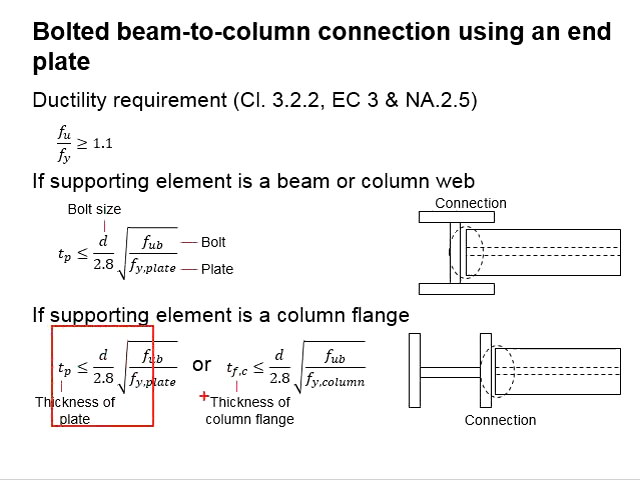 Bolted beam-to-column connection using an end
plate
Ductility requirement (Cl. 3.2.2, EC 3 & NA.2.5)
f_u / f_y ≥ 1.1
If supporting element is a beam or column web
Connection
Bolt size
t_p ≤ d / 2.8 √(f_ub / f_y,plate)
Bolt
Plate
If supporting element is a column flange
t_p ≤ d / 2.8 √(f_ub / f_y,plate) or t_f,c ≤ d / 2.8 √(f_ub / f_y,column)
Thickness of
plate
Thickness of
column flange
Connection